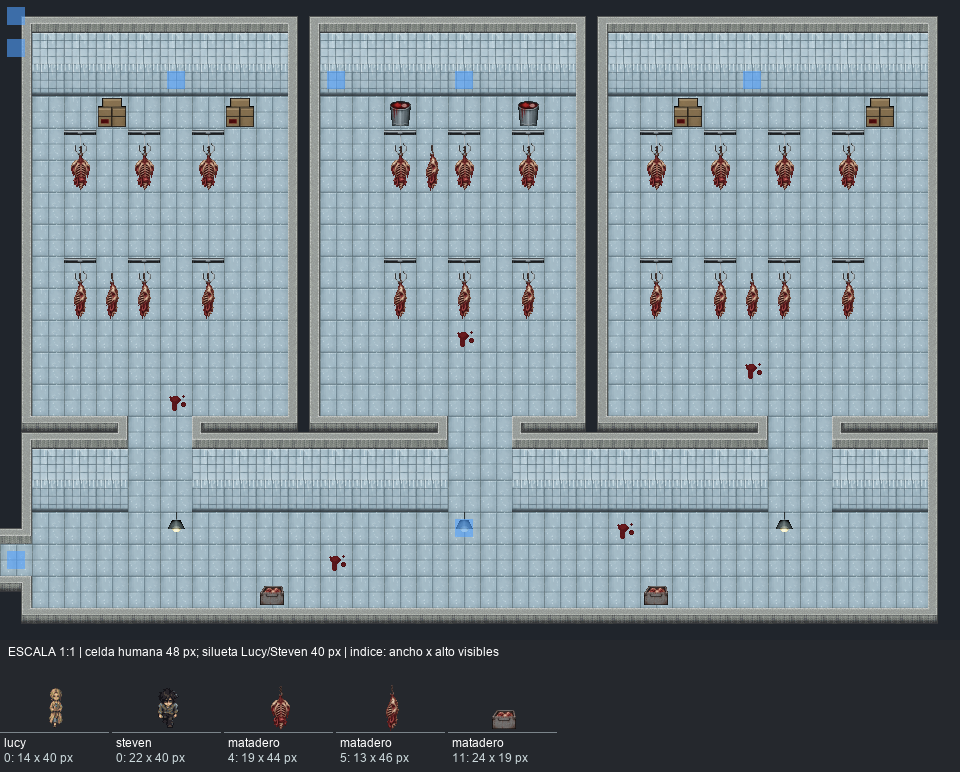 ESCALA 1:1 | celda humana 48 px; silueta Lucy/Steven 40 px | indice: ancho x alto visibles
lucy
0: 14 x 40 px
steven
0: 22 x 40 px
matadero
4: 19 x 44 px
matadero
5: 13 x 46 px
matadero
11: 24 x 19 px